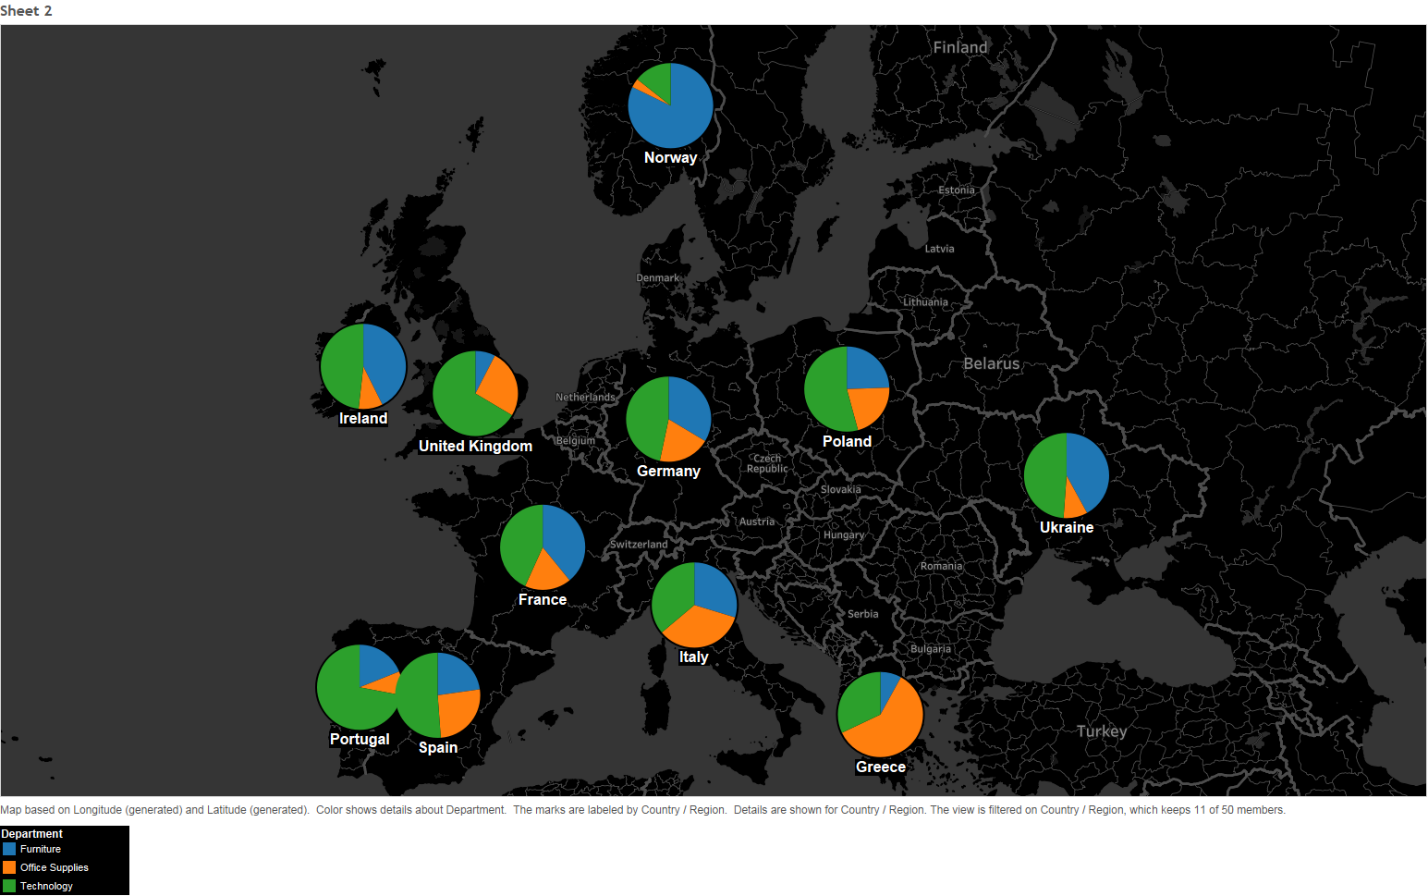 Sheet 2
Finland
Norway
Estonia
Latvia
Denmark
Lithuania
Belarus
Ireland
Netherlands
United Kingdom
Belgium
Poland
Germany
Czech
Republic
Slovakia
Ukraine
Austria
Hungary
Switzerland
Romania
France
Serbia
Bulgaria
Italy
Portugal
Spain
Turkey
Greece
Map based on Longitude (generated) and Latitude (generated). Color shows details about Department. The marks are labeled by Country / Region. Details are shown for Country / Region. The view is filtered on Country / Region, which keeps 11 of 50 members.
Department
Furniture
Office Supplies
Technology